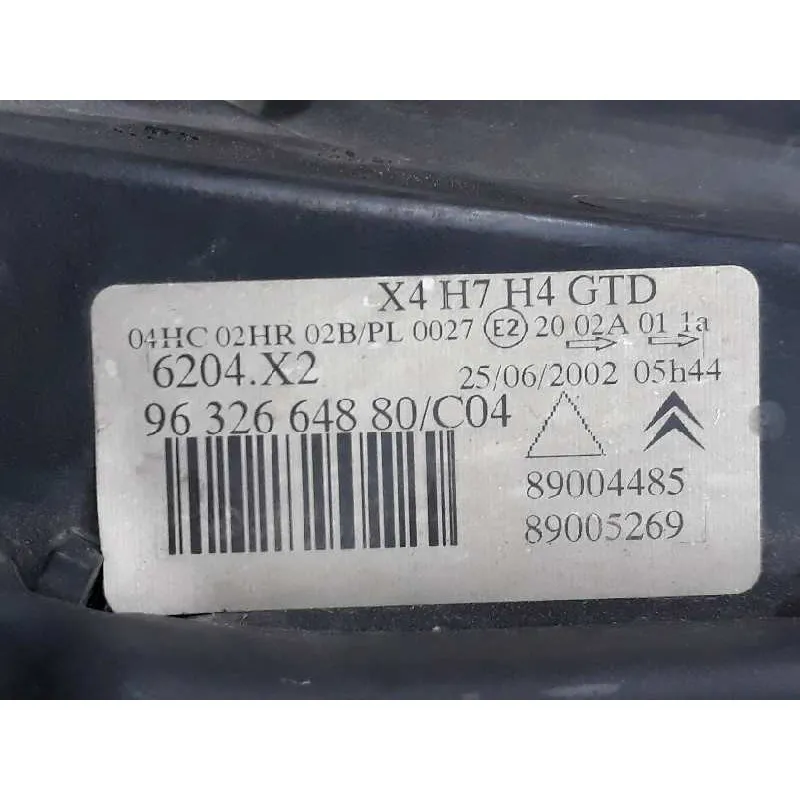 X4 H7 H4 GTD
04HC 02HR 02B/PL 0027 E2 20 02A 01 1a
6204.X2 25/06/2002 05h44
96 326 648 80/C04
89004485
89005269